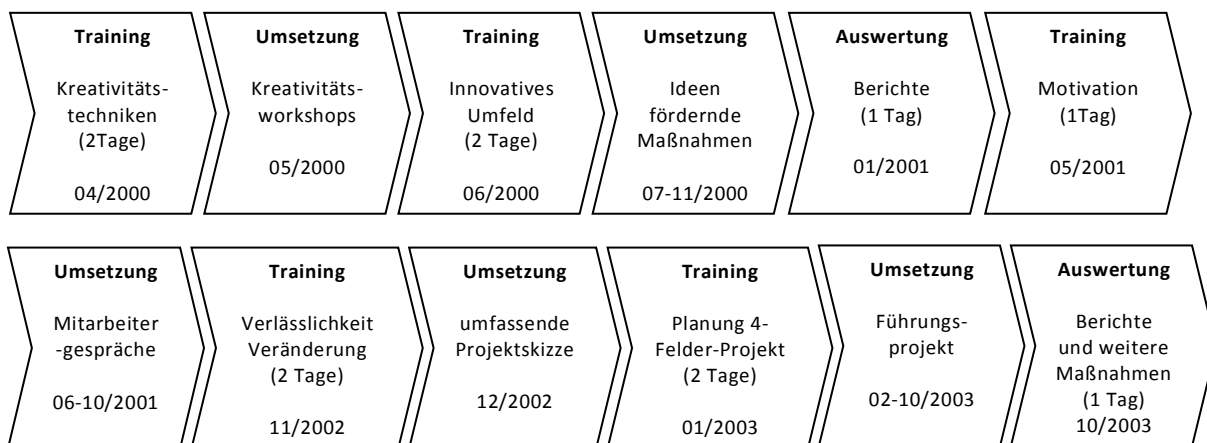 Training
Kreativitäts-
techniken
(2Tage)
04/2000
Umsetzung
Kreativitäts-
workshops
05/2000
Training
Innovatives
Umfeld
(2 Tage)
06/2000
Umsetzung
Ideen
fördernde
Maßnahmen
07-11/2000
Auswertung
Berichte
(1 Tag)
01/2001
Training
Motivation
(1Tag)
05/2001
Umsetzung
Mitarbeiter
-gespräche
06-10/2001
Training
Verlässlichkeit
Veränderung
(2 Tage)
11/2002
Umsetzung
umfassende
Projektskizze
12/2002
Training
Planung 4-
Felder-Projekt
(2 Tage)
01/2003
Umsetzung
Führungs-
projekt
02-10/2003
Auswertung
Berichte
und weitere
Maßnahmen
(1 Tag)
10/2003